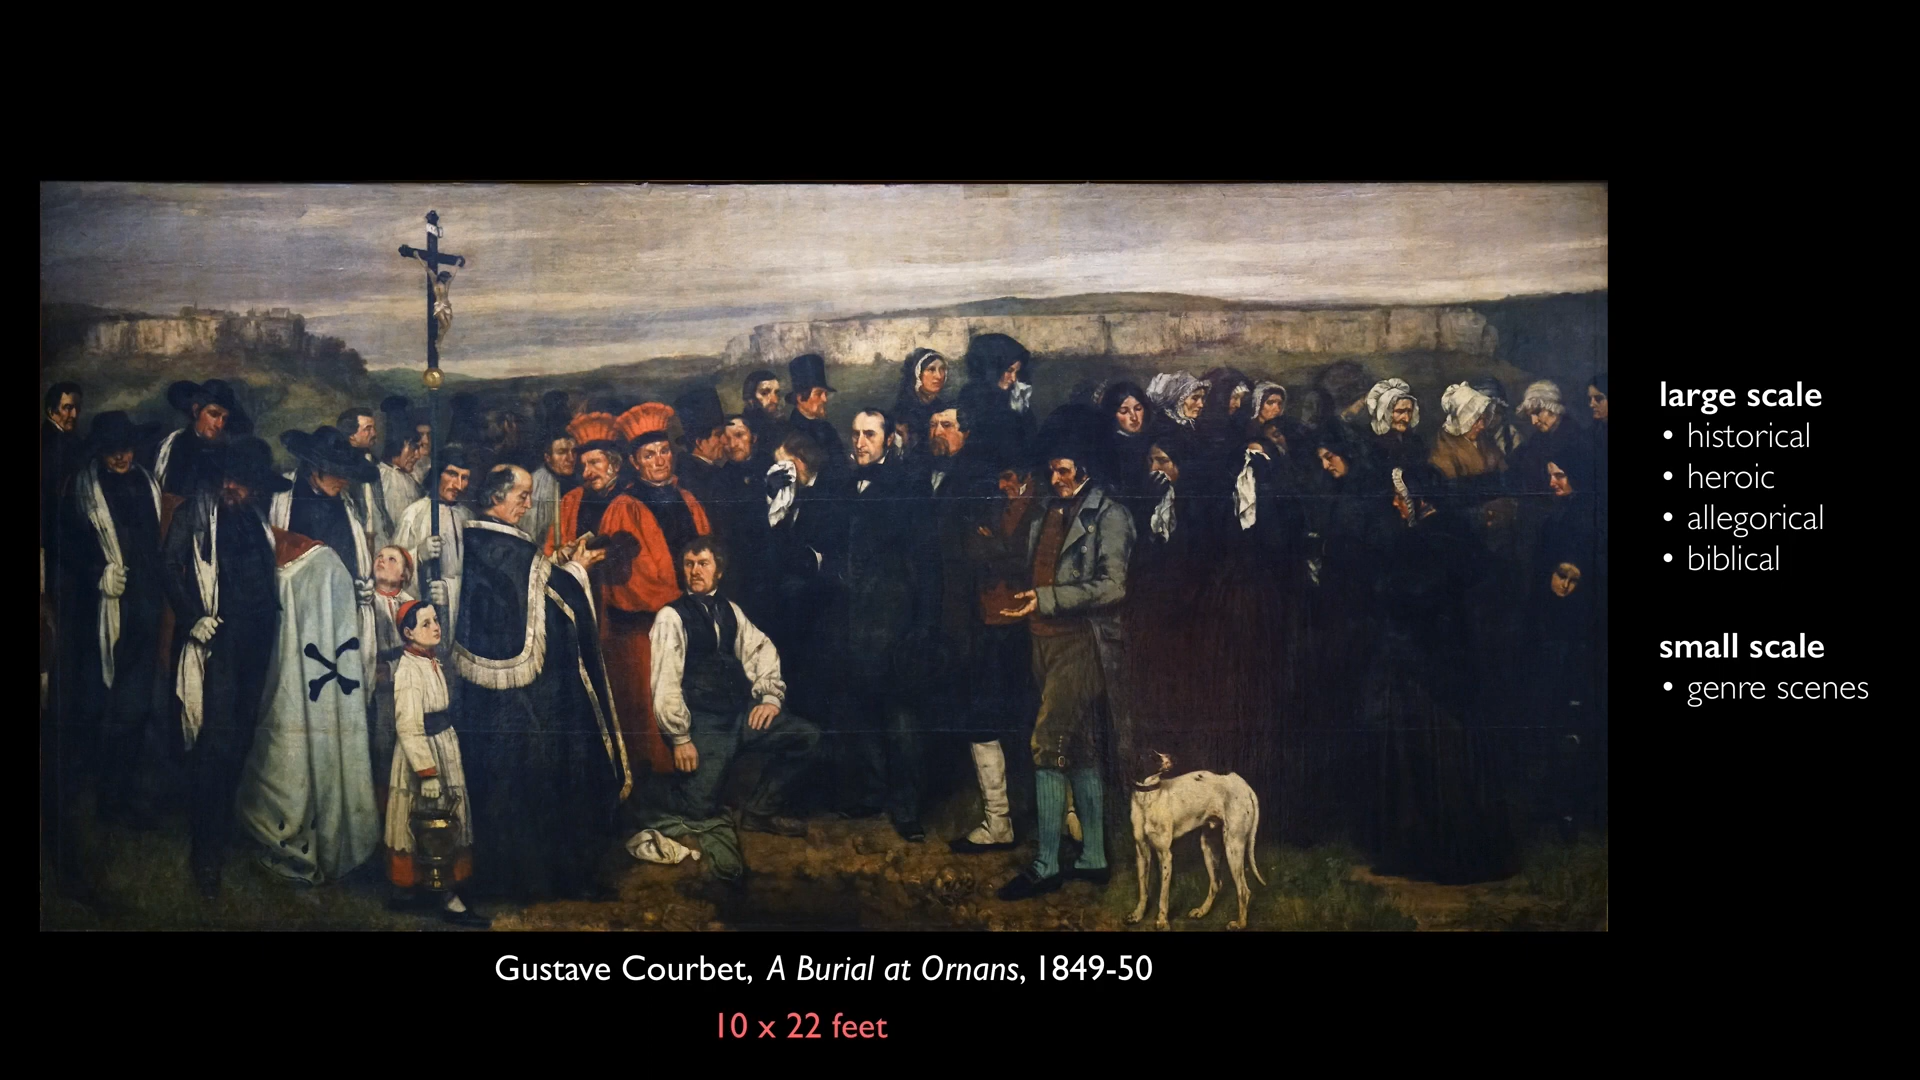 large scale
• historical
• heroic
• allegorical
• biblical
small scale
• genre scenes
Gustave Courbet, A Burial at Ornans, 1849-50
10 x 22 feet